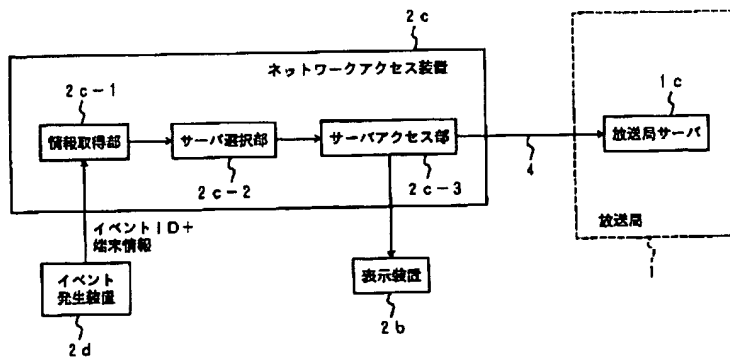 2c
ネットワークアクセス装置
2c-1
1c
情報取得部
サーバ選択部
サーバアクセス部
放送局サーバ
2c-2
2c-3
4
イベントID+
端末情報
放送局
イベント
発生装置
表示装置
1
2d
2b